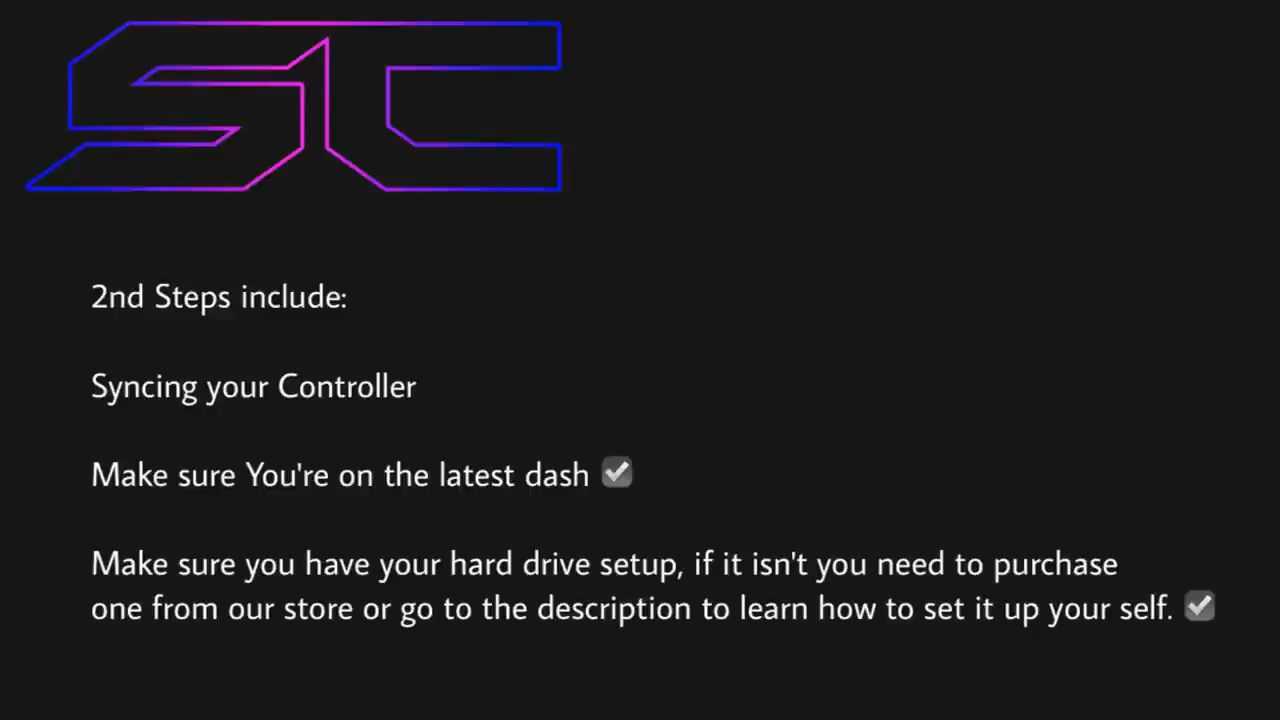 SC
2nd Steps include:
Syncing your Controller
Make sure You're on the latest dash ✅
Make sure you have your hard drive setup, if it isn't you need to purchase
one from our store or go to the description to learn how to set it up your self. ✅